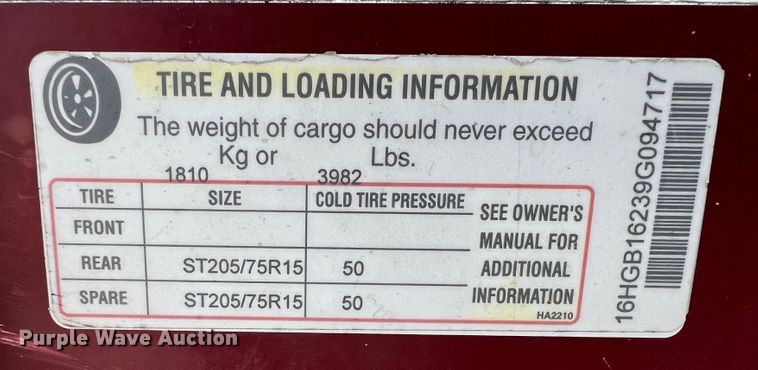 TIRE AND LOADING INFORMATION
The weight of cargo should never exceed
Kg or Lbs.
1810 3982
TIRE SIZE COLD TIRE PRESSURE
FRONT
REAR ST205/75R15 50
SPARE ST205/75R15 50
SEE OWNER'S
MANUAL FOR
ADDITIONAL
INFORMATION
HA2210
16HGB16239G094717
Purple Wave Auction